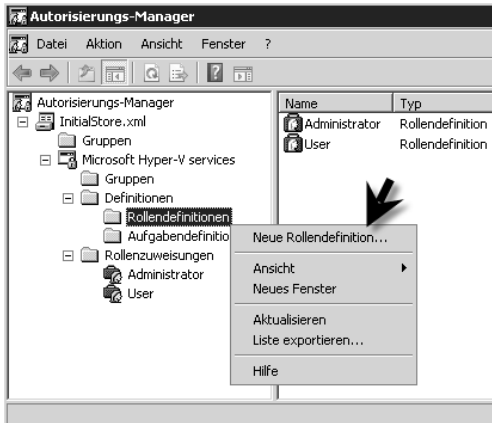 Autorisierungs-Manager
Datei Aktion Ansicht Fenster ?
Autorisierungs-Manager
InitialStore.xml
Gruppen
Microsoft Hyper-V services
Gruppen
Definitionen
Rollendefinitionen
Aufgabendefinitio
Rollenzuweisungen
Administrator
User
Name Typ
Administrator Rollendefinition
User Rollendefinition
Neue Rollendefinition...
Ansicht
Neues Fenster
Aktualisieren
Liste exportieren...
Hilfe